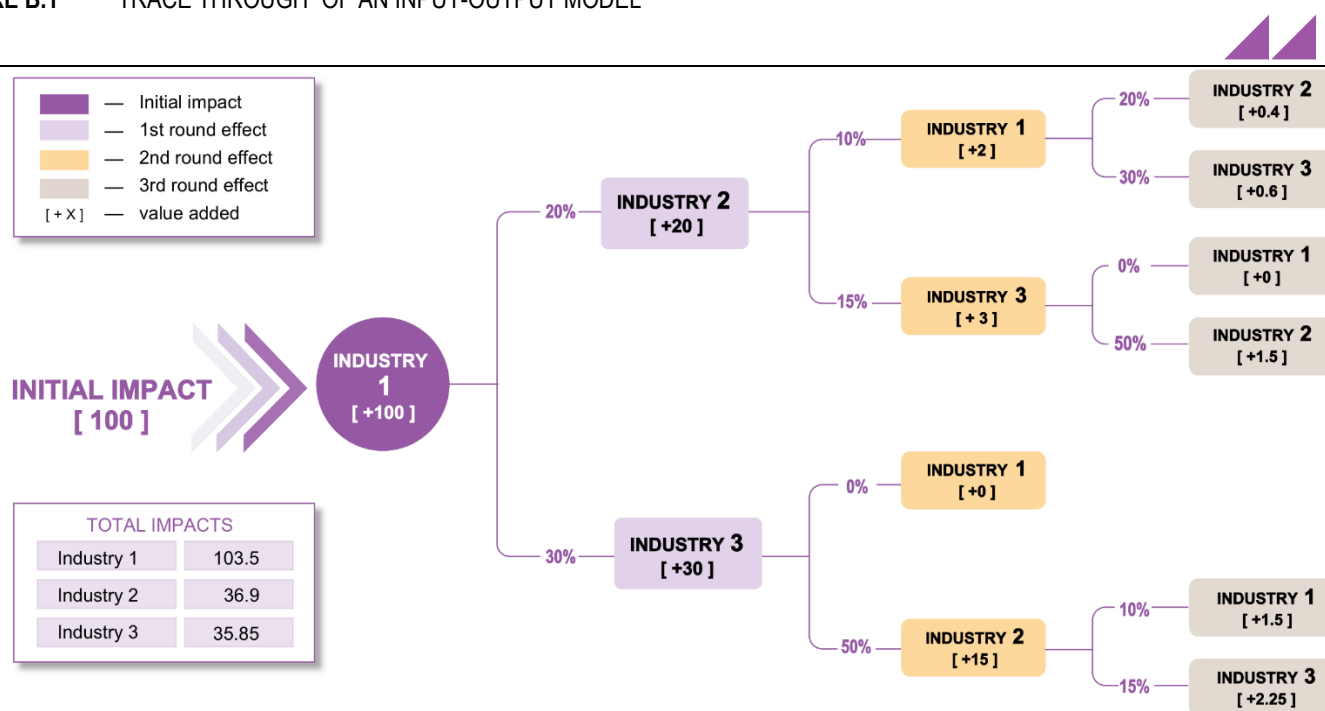 TRACE THROUGH OF AN INPUT-OUTPUT MODEL
— Initial impact
— 1st round effect
— 2nd round effect
— 3rd round effect
[ + X ] — value added
INITIAL IMPACT
[ 100 ]
INDUSTRY
1
[ +100 ]
20%
INDUSTRY 2
[ +20 ]
10%
INDUSTRY 1
[ +2 ]
20%
INDUSTRY 2
[ +0.4 ]
30%
INDUSTRY 3
[ +0.6 ]
15%
INDUSTRY 3
[ + 3 ]
0%
INDUSTRY 1
[ +0 ]
50%
INDUSTRY 2
[ +1.5 ]
30%
INDUSTRY 3
[ +30 ]
0%
INDUSTRY 1
[ +0 ]
50%
INDUSTRY 2
[ +15 ]
10%
INDUSTRY 1
[ +1.5 ]
15%
INDUSTRY 3
[ +2.25 ]
TOTAL IMPACTS
Industry 1 103.5
Industry 2 36.9
Industry 3 35.85